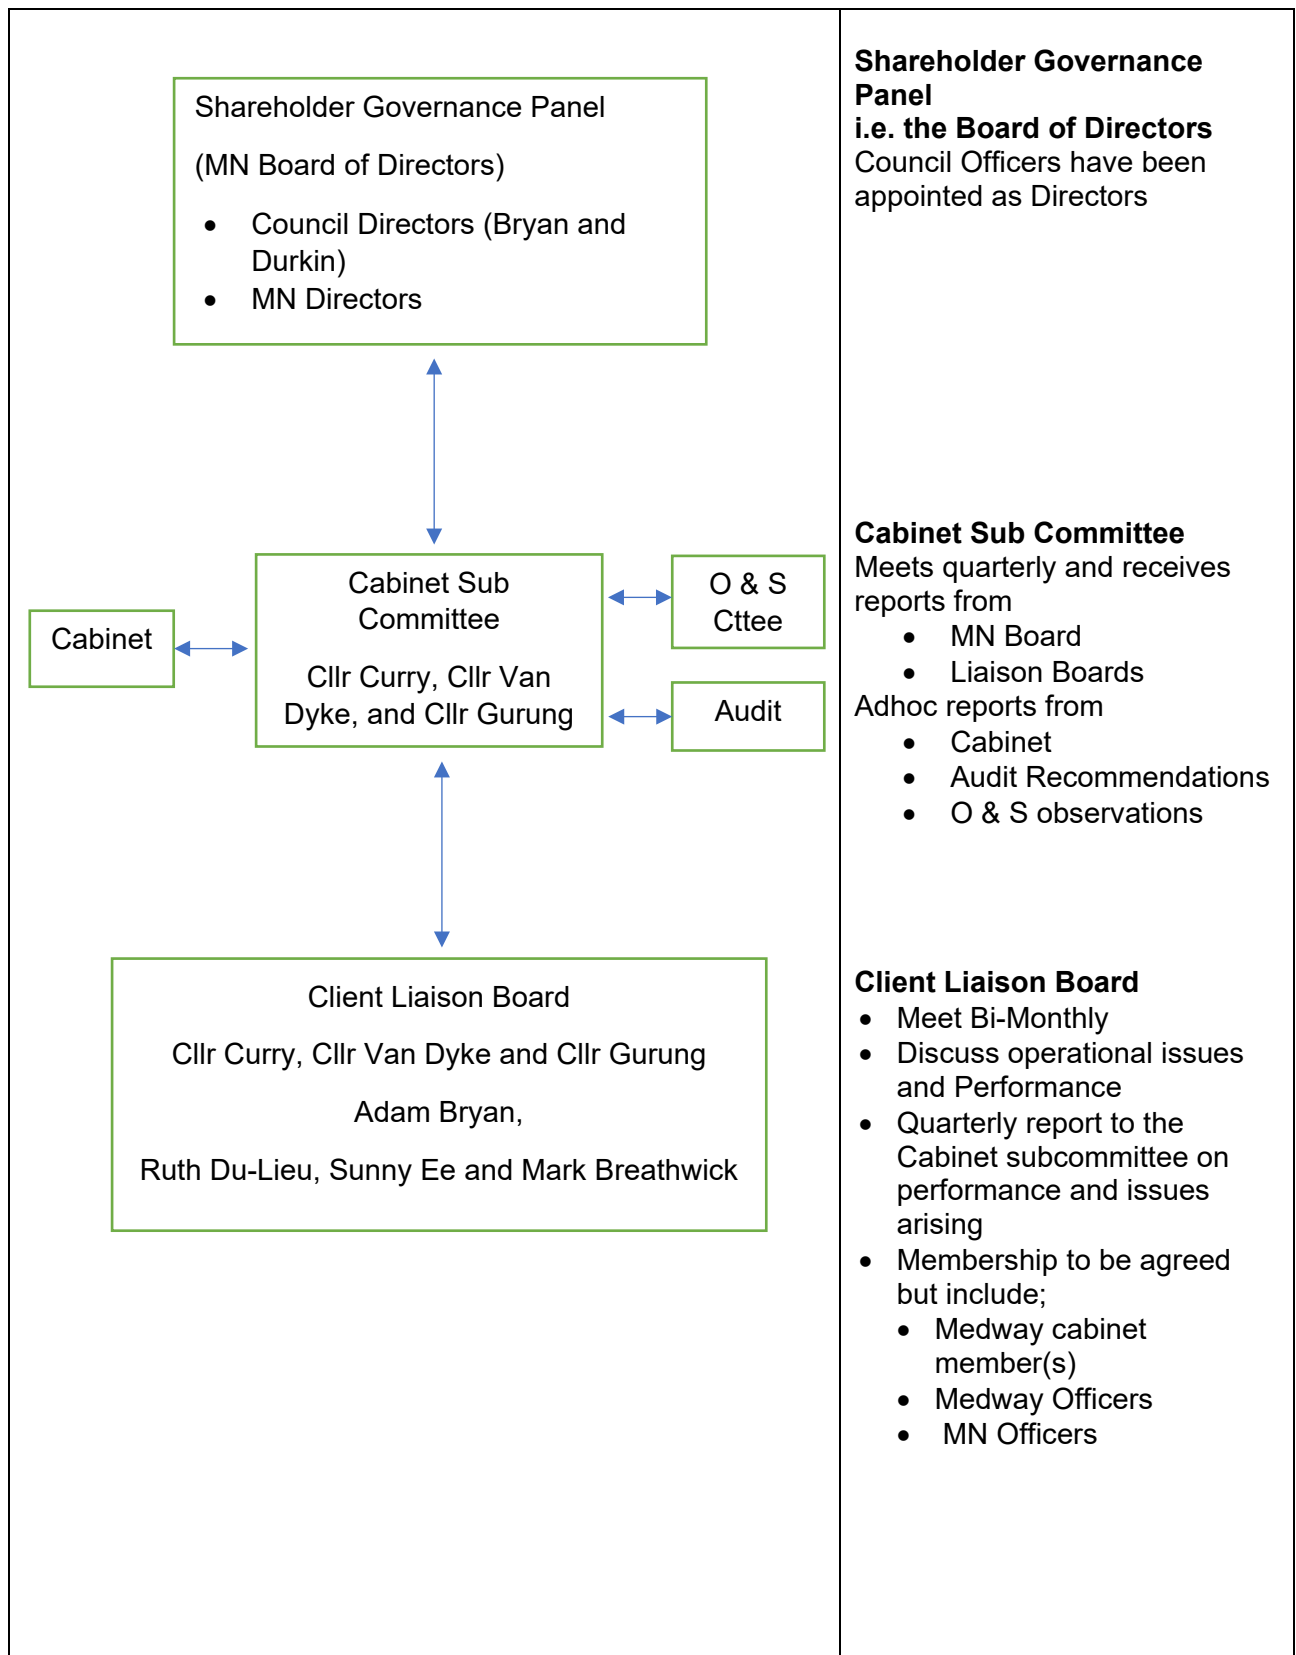 Shareholder Governance Panel
(MN Board of Directors)
• Council Directors (Bryan and
Durkin)
• MN Directors
Cabinet
Cabinet Sub
Committee
Cllr Curry, Cllr Van
Dyke, and Cllr Gurung
O & S
Cttee
Audit
Client Liaison Board
Cllr Curry, Cllr Van Dyke and Cllr Gurung
Adam Bryan,
Ruth Du-Lieu, Sunny Ee and Mark Breathwick
Shareholder Governance
Panel
i.e. the Board of Directors
Council Officers have been
appointed as Directors
Cabinet Sub Committee
Meets quarterly and receives
reports from
• MN Board
• Liaison Boards
Adhoc reports from
• Cabinet
• Audit Recommendations
• O & S observations
Client Liaison Board
• Meet Bi-Monthly
• Discuss operational issues
and Performance
• Quarterly report to the
Cabinet subcommittee on
performance and issues
arising
• Membership to be agreed
but include;
• Medway cabinet
member(s)
• Medway Officers
• MN Officers